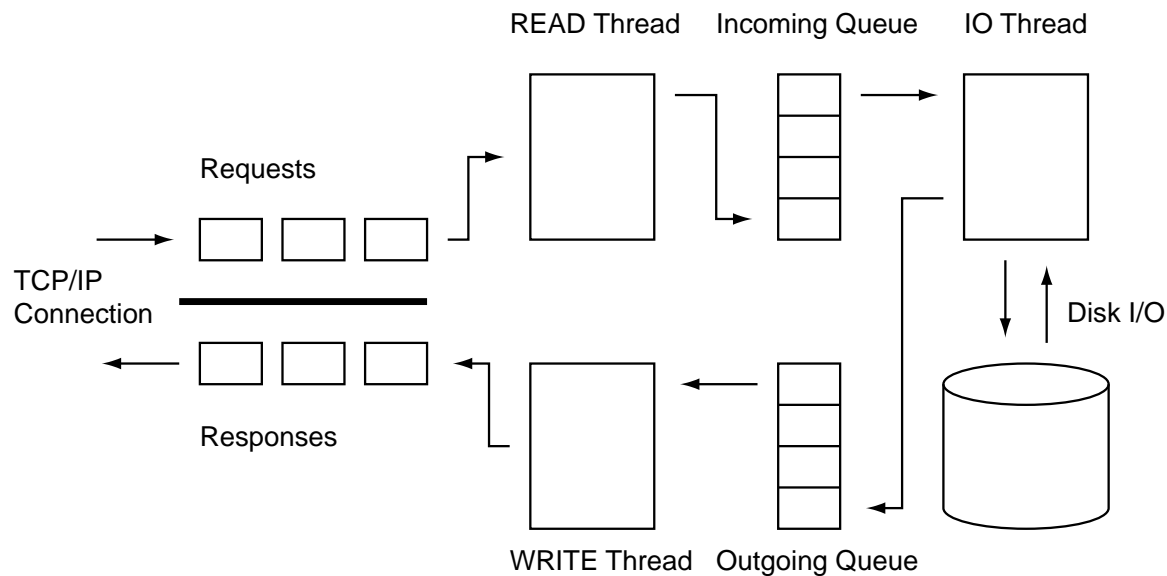 READ Thread
Incoming Queue
IO Thread
Requests
TCP/IP
Connection
Disk I/O
Responses
WRITE Thread
Outgoing Queue